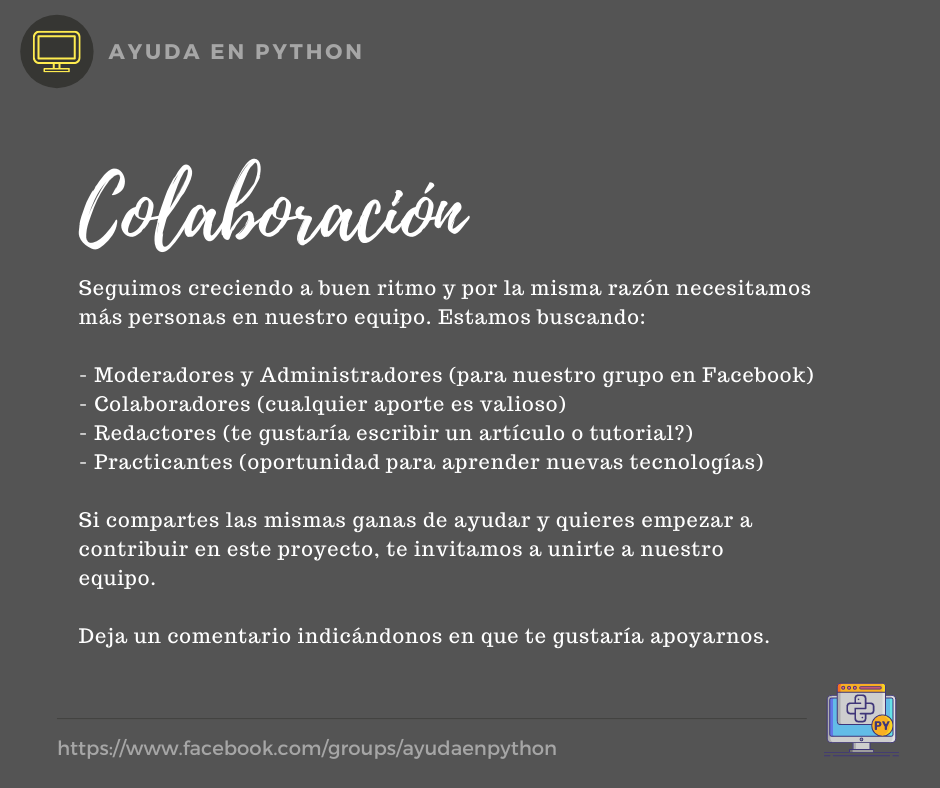 AYUDA EN PYTHON
Colaboración
Seguimos creciendo a buen ritmo y por la misma razón necesitamos
más personas en nuestro equipo. Estamos buscando:
- Moderadores y Administradores (para nuestro grupo en Facebook)
- Colaboradores (cualquier aporte es valioso)
- Redactores (te gustaría escribir un artículo o tutorial?)
- Practicantes (oportunidad para aprender nuevas tecnologías)
Si compartes las mismas ganas de ayudar y quieres empezar a
contribuir en este proyecto, te invitamos a unirte a nuestro
equipo.
Deja un comentario indicándonos en que te gustaría apoyarnos.
PY
https://www.facebook.com/groups/ayudaenpython